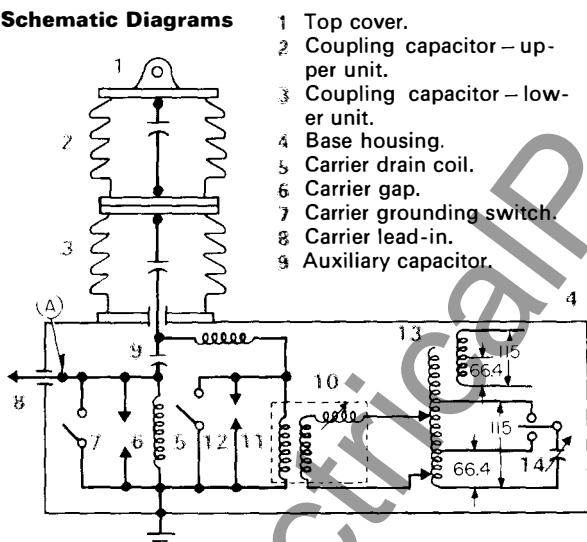 Schematic Diagrams
1 Top cover.
2 Coupling capacitor – up-
per unit.
3 Coupling capacitor – low-
er unit.
4 Base housing.
5 Carrier drain coil.
6 Carrier gap.
7 Carrier grounding switch.
8 Carrier lead-in.
9 Auxiliary capacitor.
1
2
3
(A)
4
13
115
66.4
9
10
8
7
6
5
12
11
115
66.4
14
ctricalP